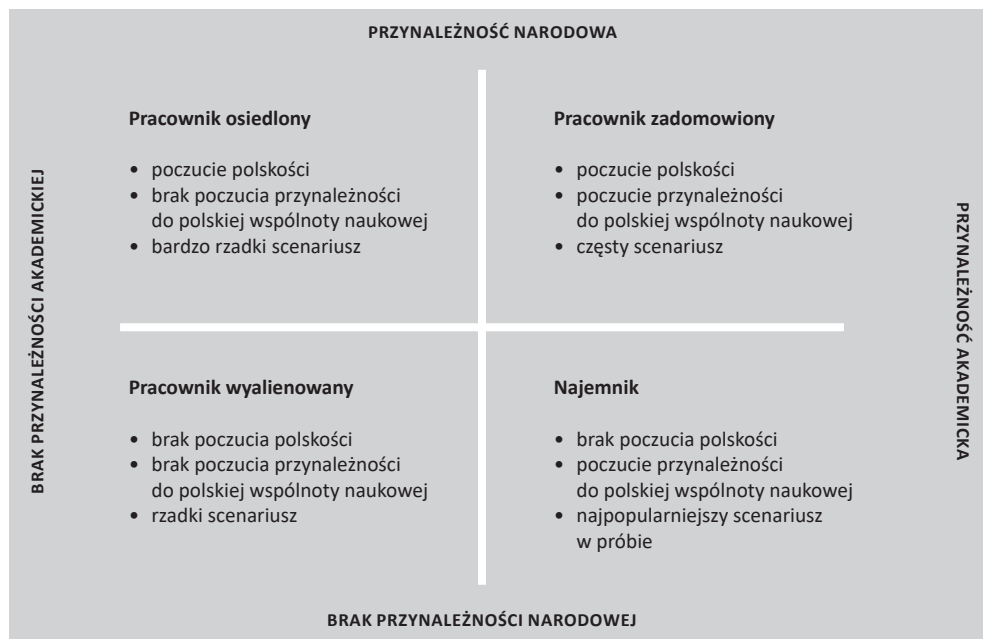 PRZYNALEŻNOŚĆ NARODOWA
BRAK PRZYNALEŻNOŚCI AKADEMICKIEJ
Pracownik osiedlony
• poczucie polskości
• brak poczucia przynależności
do polskiej wspólnoty naukowej
• bardzo rzadki scenariusz
Pracownik zadomowiony
• poczucie polskości
• poczucie przynależności
do polskiej wspólnoty naukowej
• częsty scenariusz
PRZYNALEŻNOŚĆ AKADEMICKA
Pracownik wyalienowany
• brak poczucia polskości
• brak poczucia przynależności
do polskiej wspólnoty naukowej
• rzadki scenariusz
Najemnik
• brak poczucia polskości
• poczucie przynależności
do polskiej wspólnoty naukowej
• najpopularniejszy scenariusz
w próbie
BRAK PRZYNALEŻNOŚCI NARODOWEJ